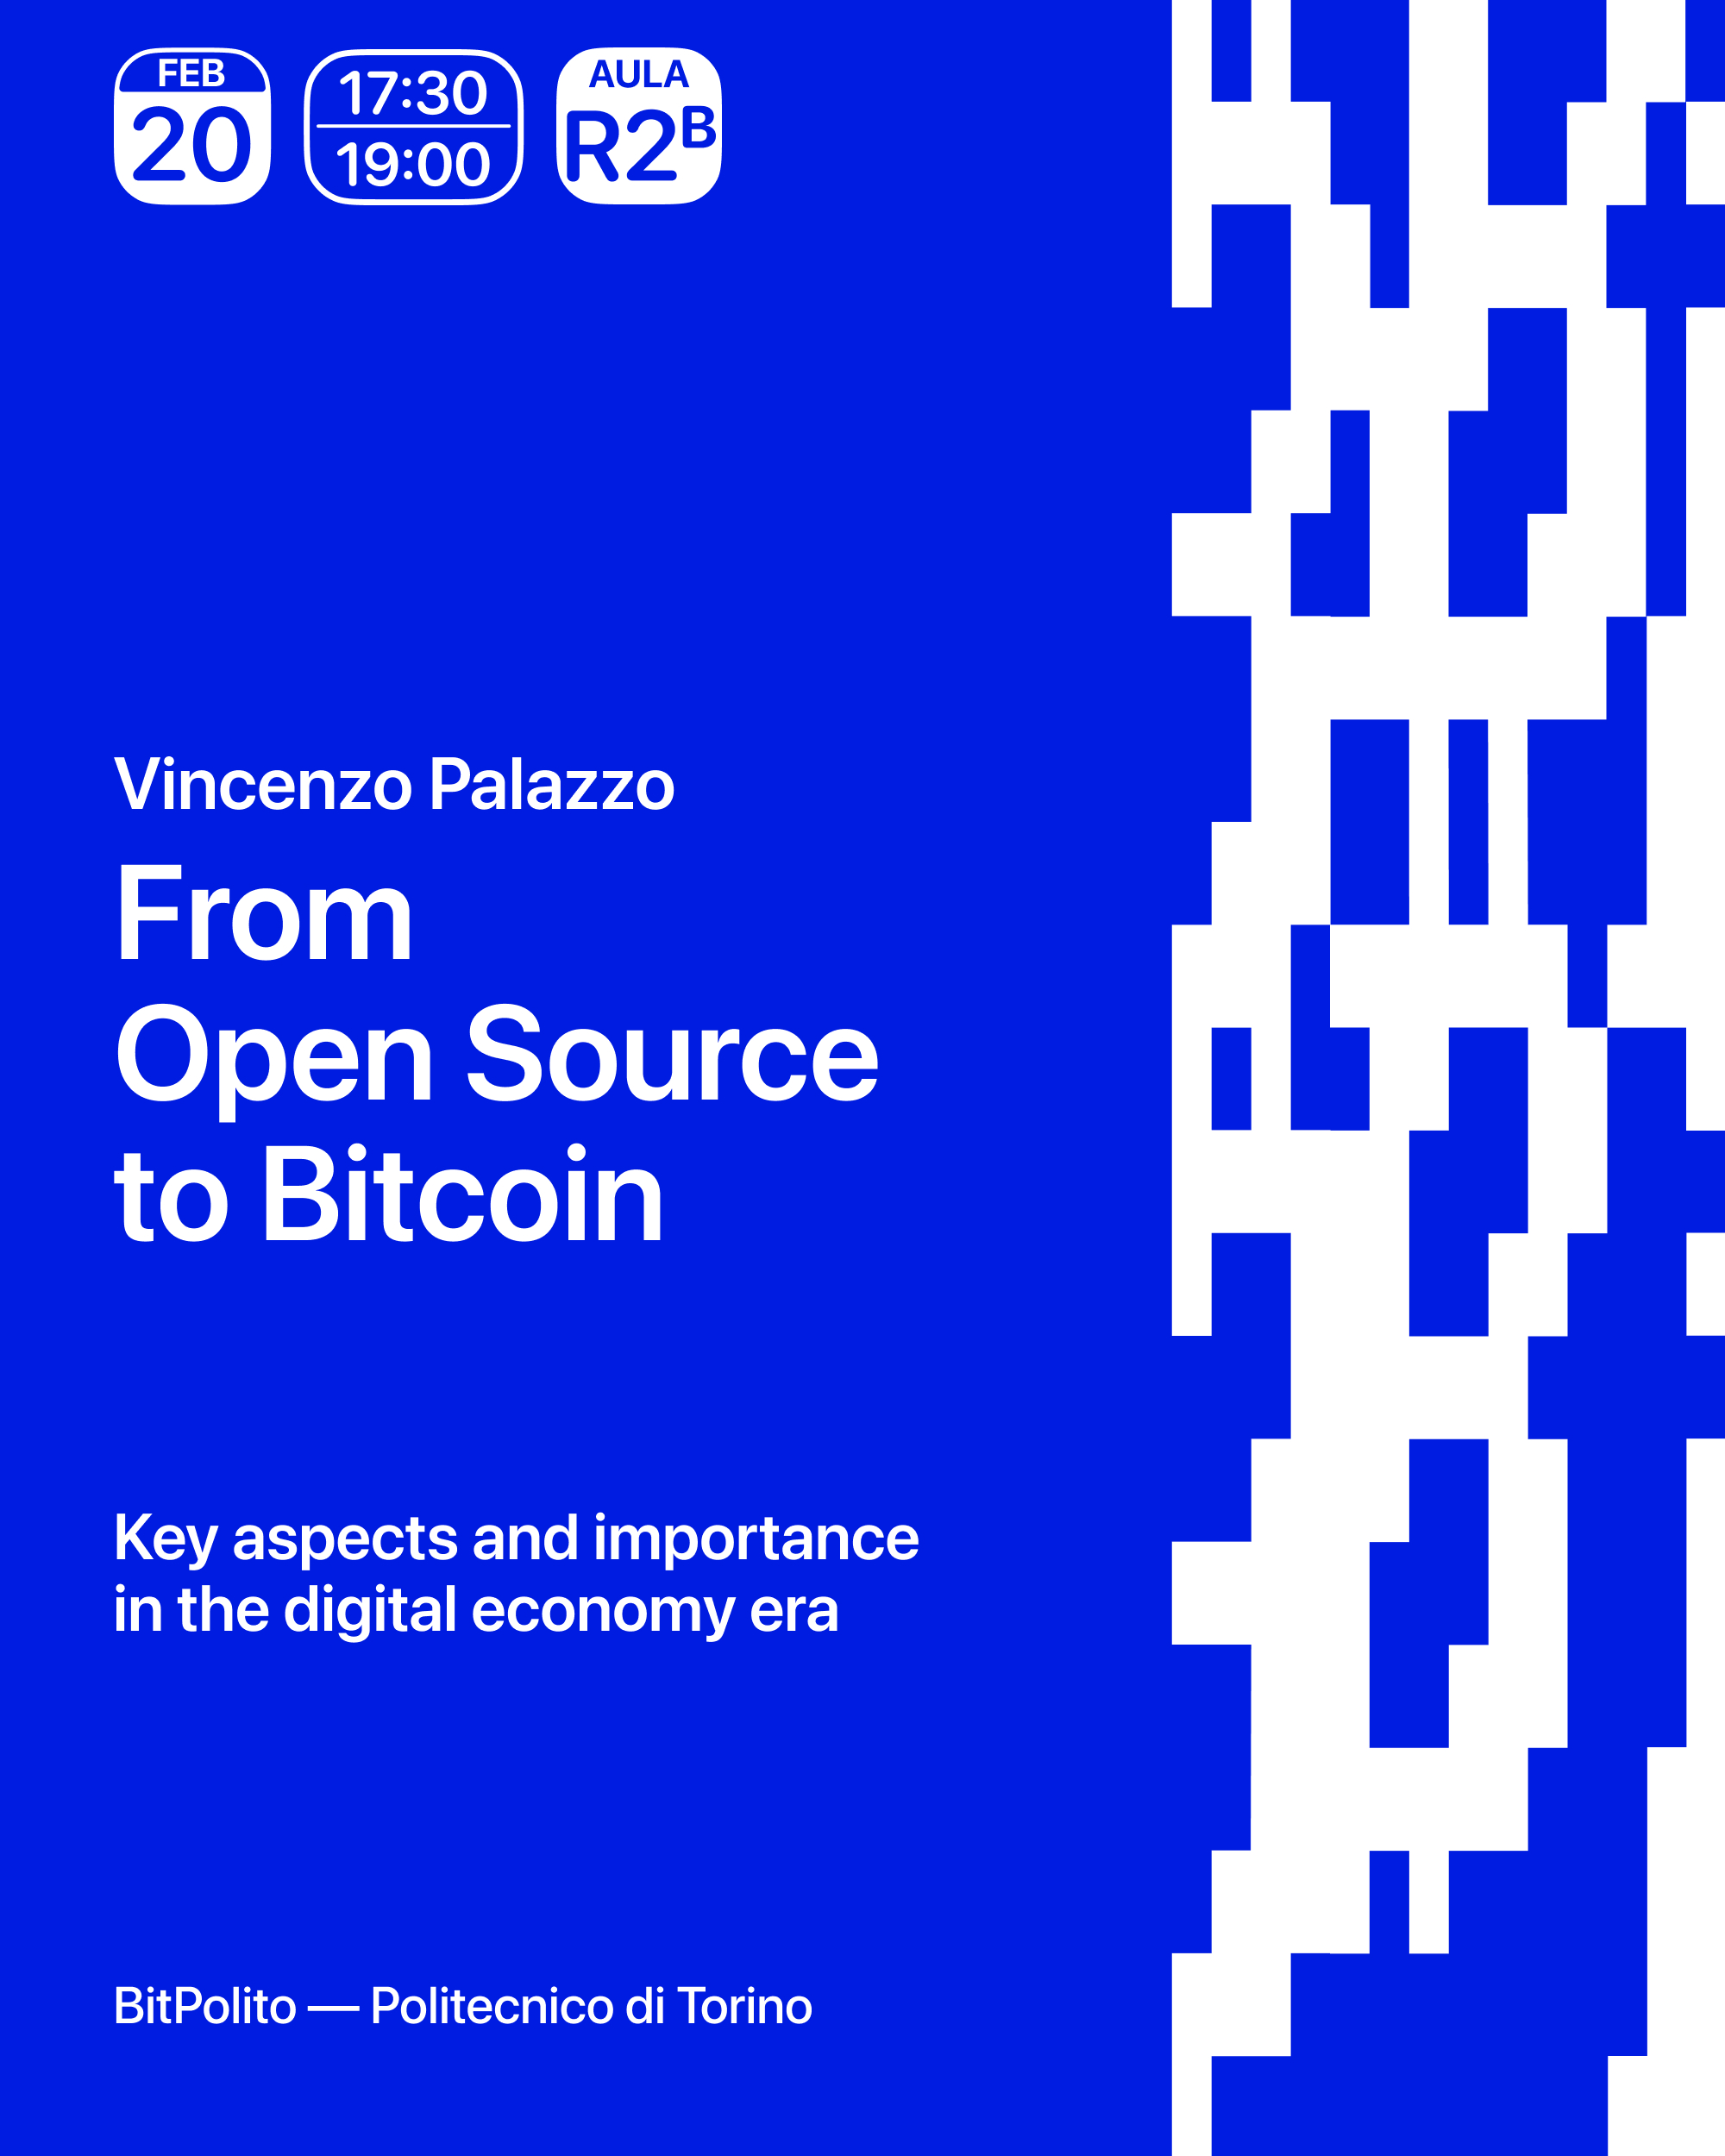 FEB
20
17:30
19:00
AULA
R2B
Vincenzo Palazzo
From
Open Source
to Bitcoin
Key aspects and importance
in the digital economy era
BitPolito — Politecnico di Torino